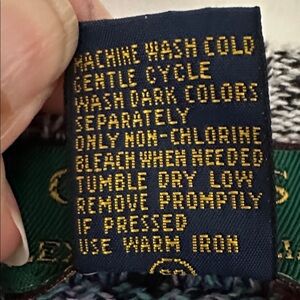 MACHINE WASH COLD
GENTLE CYCLE
WASH DARK COLORS
SEPARATELY
ONLY NON-CHLORINE
BLEACH WHEN NEEDED
TUMBLE DRY LOW
REMOVE PROMPTLY
IF PRESSED
USE WARM IRON